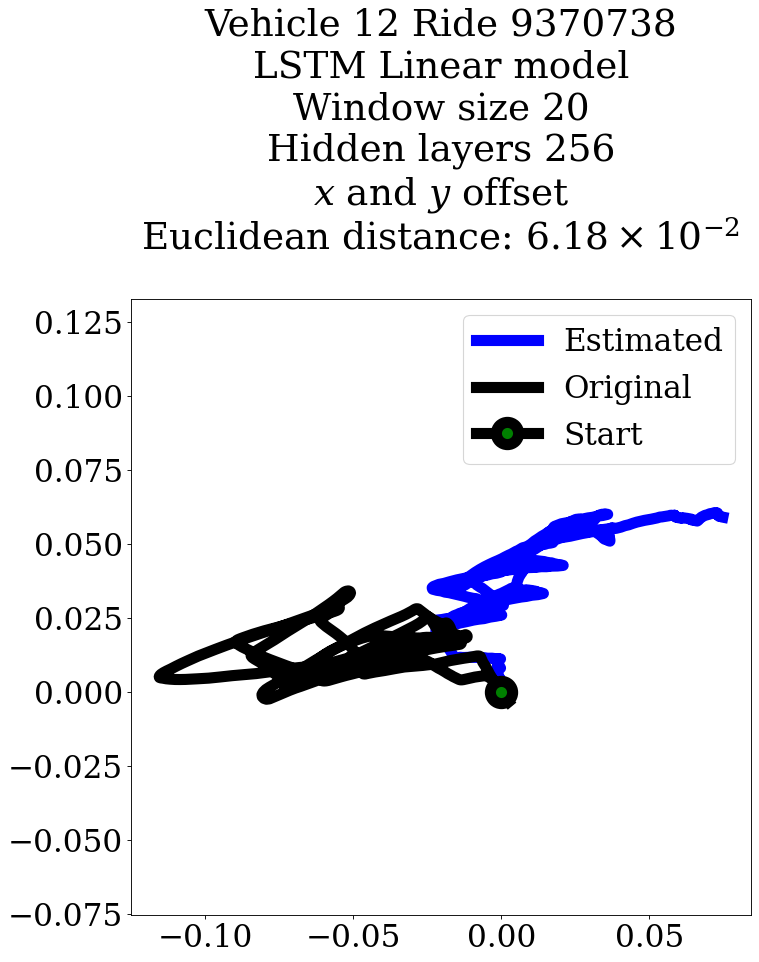 Vehicle 12 Ride 9370738
LSTM Linear model
Window size 20
Hidden layers 256
x and y offset
Euclidean distance: 6.18 × 10⁻²
Estimated
Original
Start
0.125
0.100
0.075
0.050
0.025
0.000
−0.025
−0.050
−0.075
−0.10
−0.05
0.00
0.05